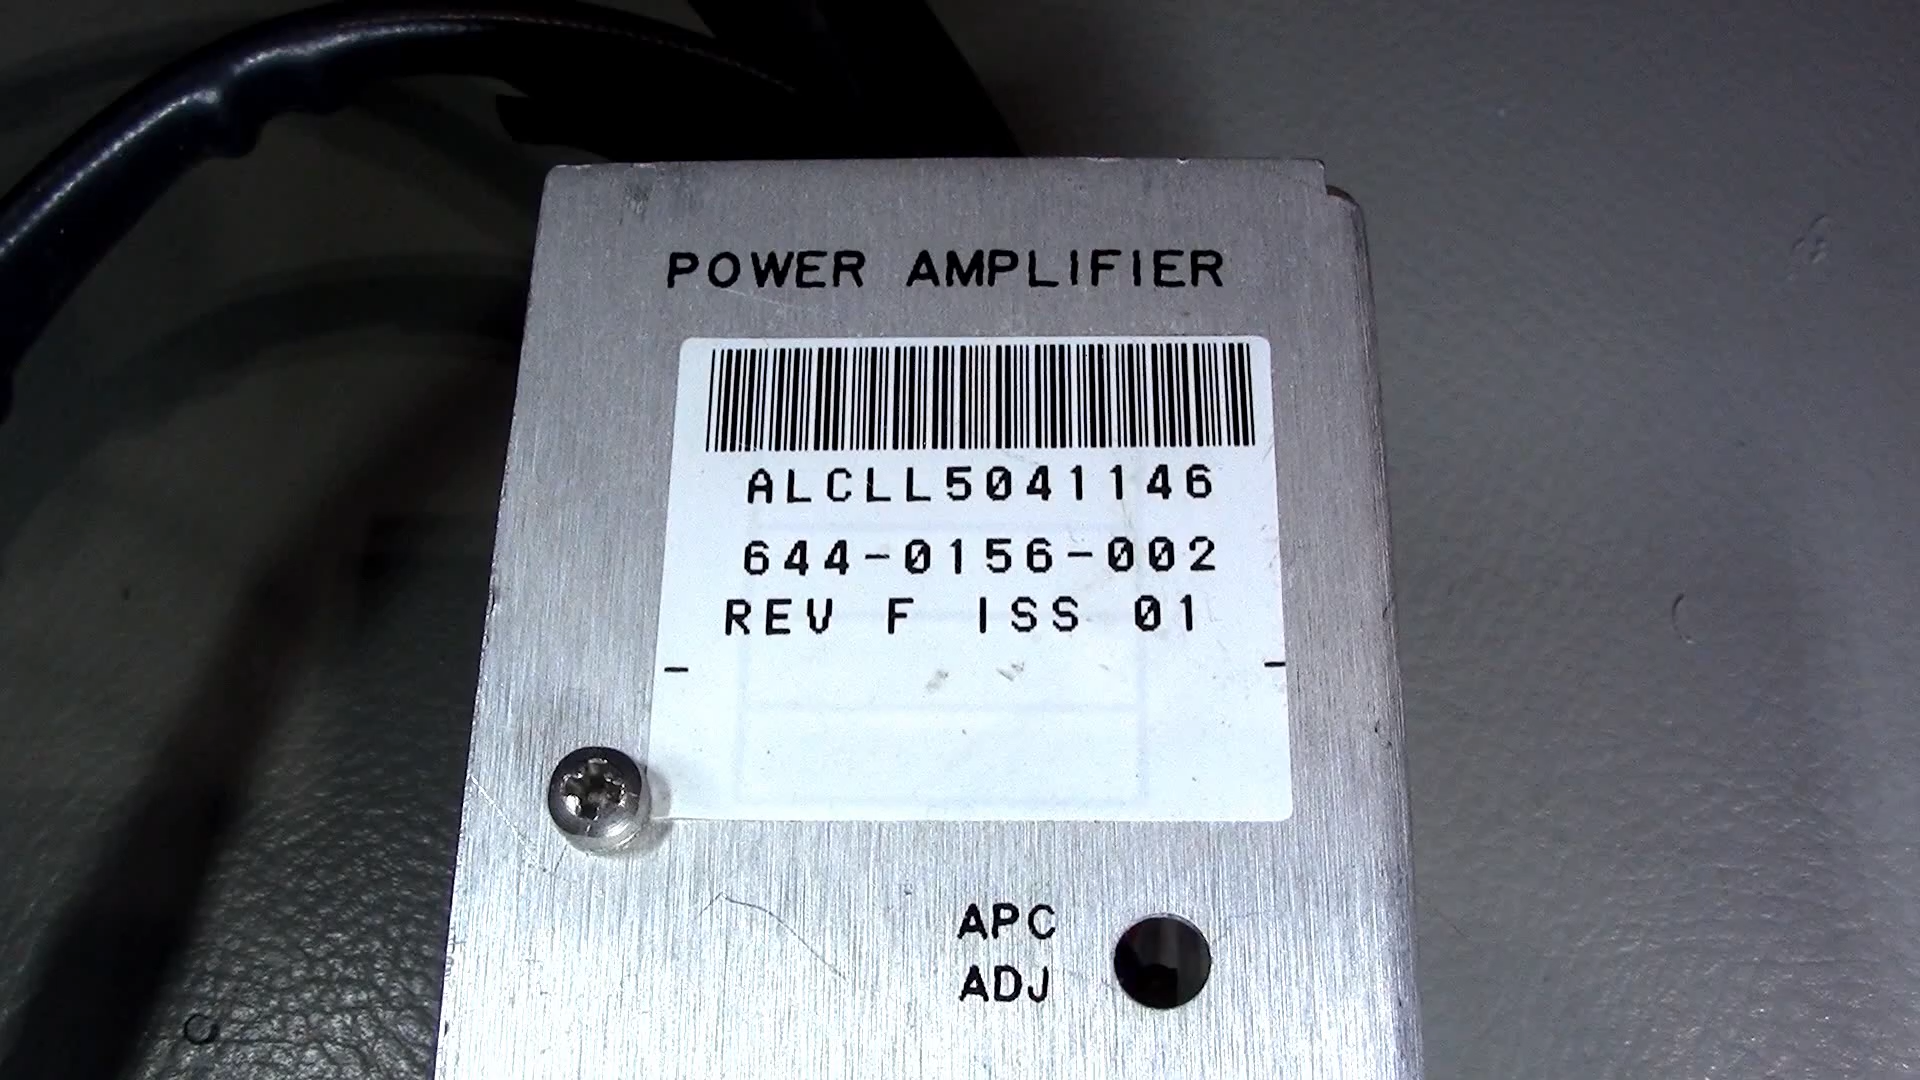 POWER AMPLIFIER
ALCLL5041146
644-0156-002
REV F ISS 01
APC
ADJ